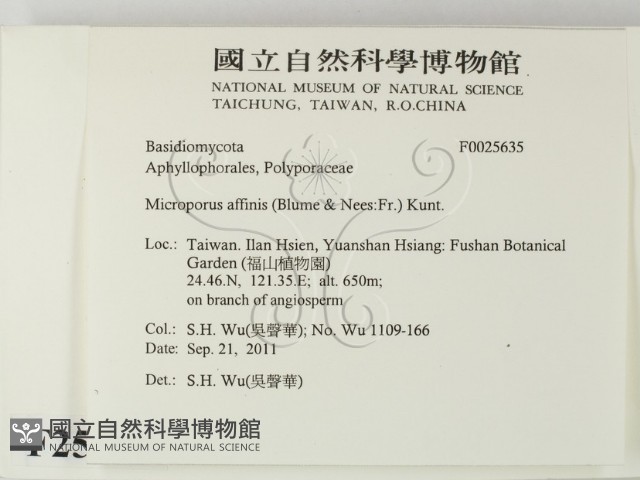 國立自然科學博物館
NATIONAL MUSEUM OF NATURAL SCIENCE
TAICHUNG, TAIWAN, R.O.CHINA
Basidiomycota F0025635
Aphyllophorales, Polyporaceae
Microporus affinis (Blume & Nees:Fr.) Kunt.
Loc.: Taiwan. Ilan Hsien, Yuanshan Hsiang: Fushan Botanical
Garden (福山植物園)
24.46.N, 121.35.E; alt. 650m;
on branch of angiosperm
Col.: S.H. Wu(吳聲華); No. Wu 1109-166
Date: Sep. 21, 2011
Det.: S.H. Wu(吳聲華)
F25
國立自然科學博物館
NATIONAL MUSEUM OF NATURAL SCIENCE